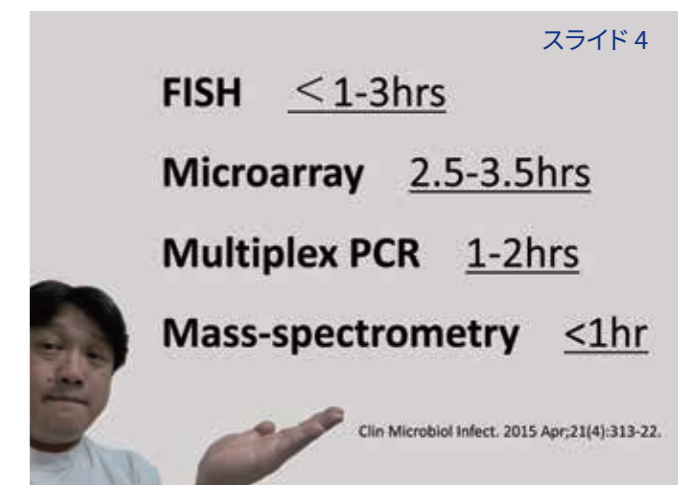 スライド 4
FISH <1-3hrs
Microarray 2.5-3.5hrs
Multiplex PCR 1-2hrs
Mass-spectrometry <1hr
Clin Microbiol Infect. 2015 Apr;21(4):313-22.